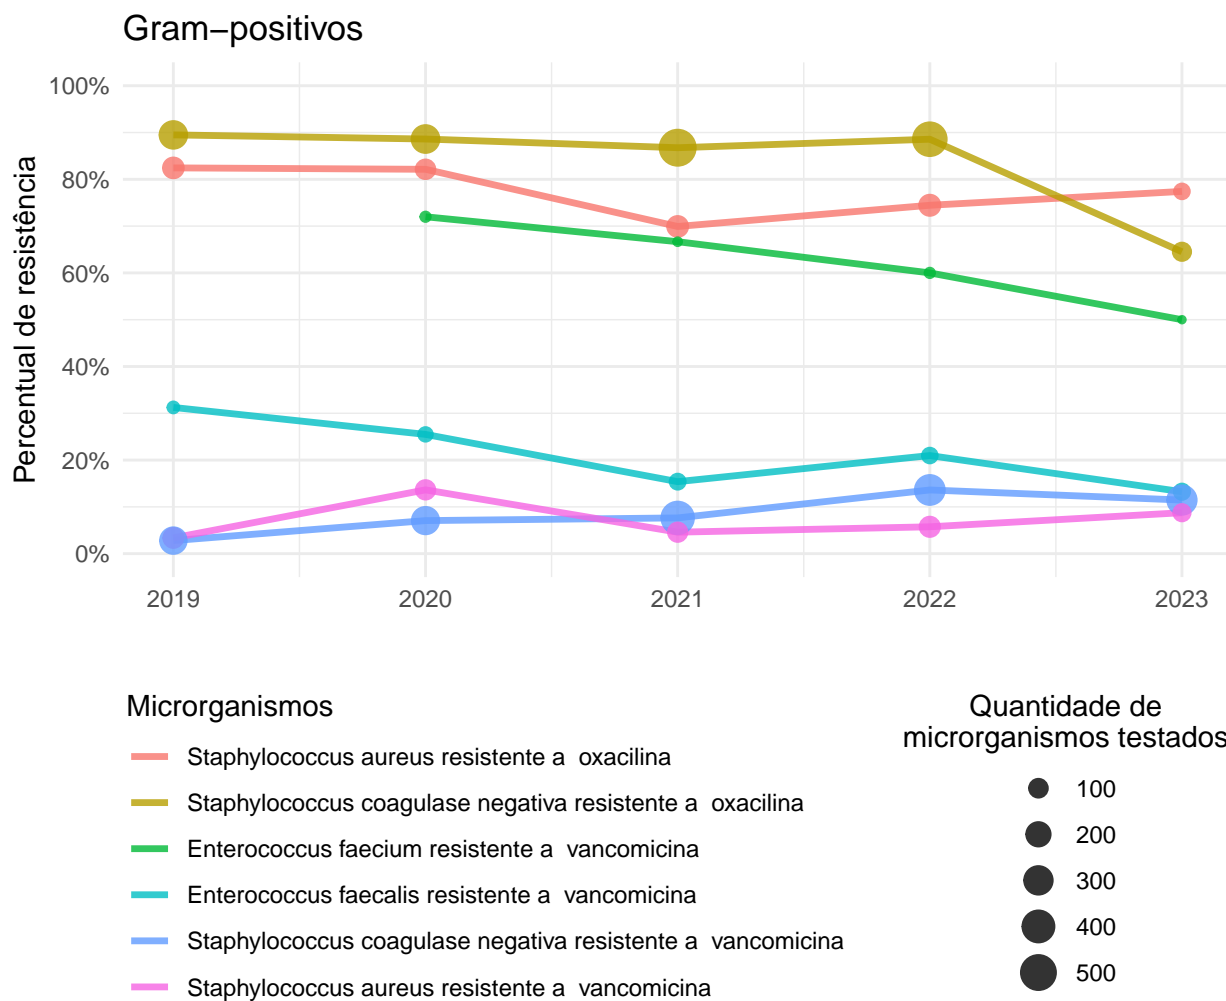 Gram−positivos
Percentual de resistência
100%
80%
60%
40%
20%
0%
2019 2020 2021 2022 2023
Microrganismos
Staphylococcus aureus resistente a  oxacilina
Staphylococcus coagulase negativa resistente a  oxacilina
Enterococcus faecium resistente a  vancomicina
Enterococcus faecalis resistente a  vancomicina
Staphylococcus coagulase negativa resistente a  vancomicina
Staphylococcus aureus resistente a  vancomicina
Quantidade de
microrganismos testados
100
200
300
400
500